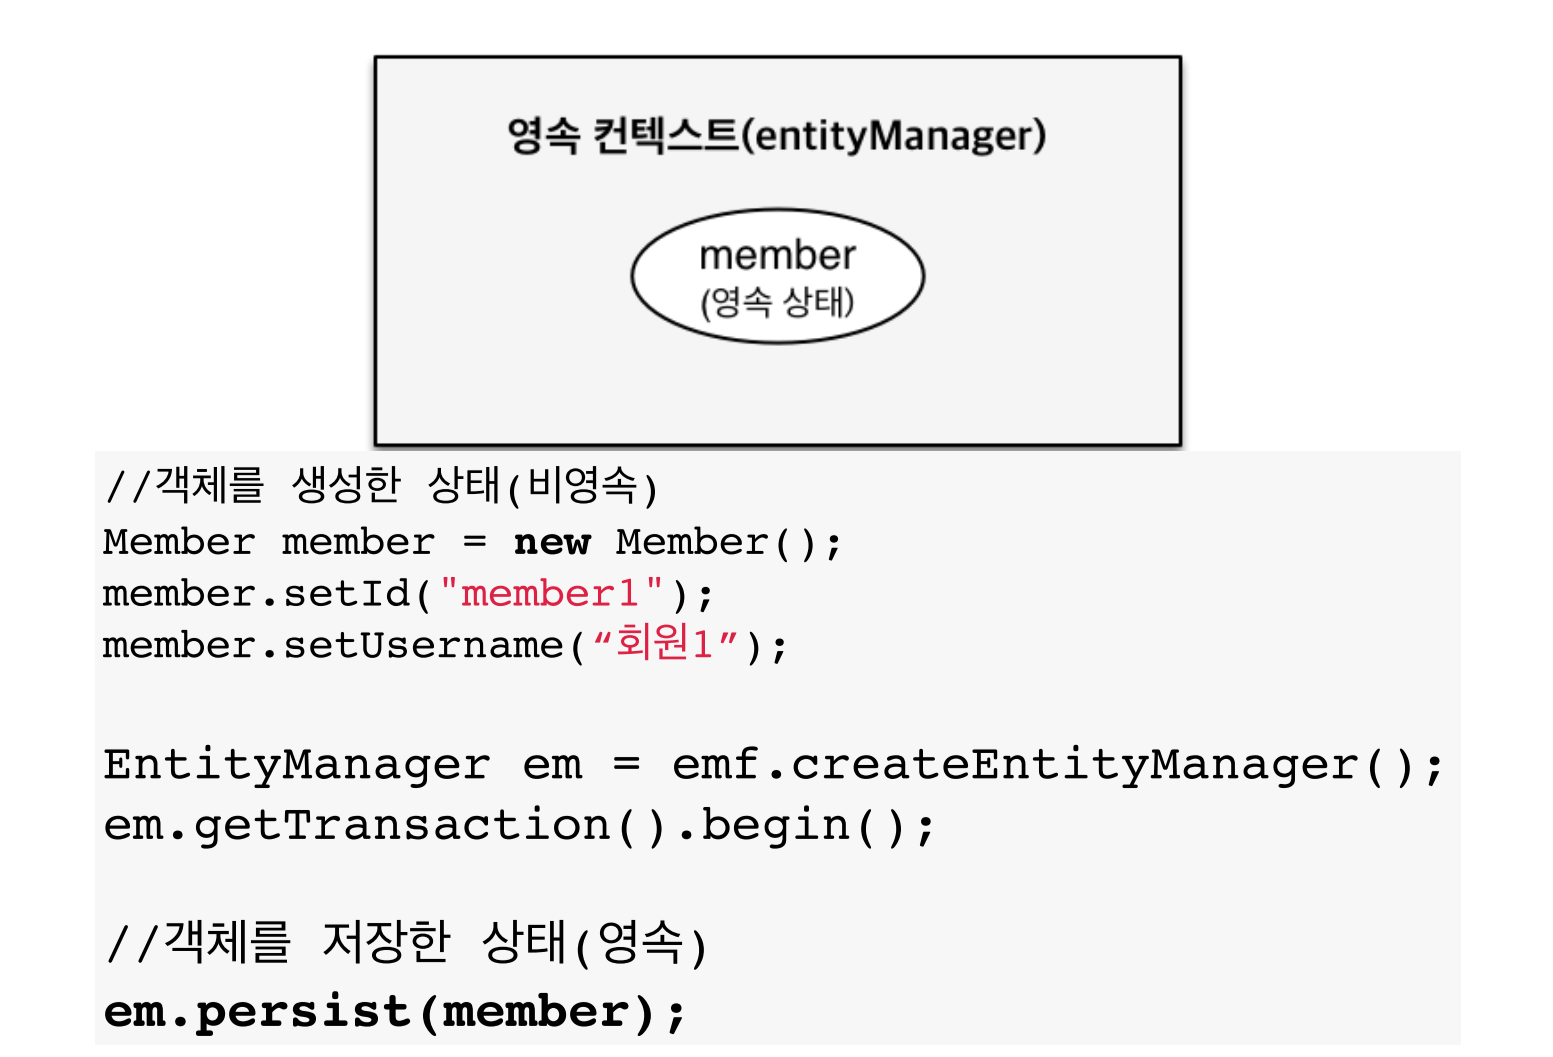 영속 컨텍스트(entityManager)
member
(영속 상태)
//객체를 생성한 상태(비영속)
Member member = new Member();
member.setId("member1");
member.setUsername(“회원1”);
EntityManager em = emf.createEntityManager();
em.getTransaction().begin();
//객체를 저장한 상태(영속)
em.persist(member);